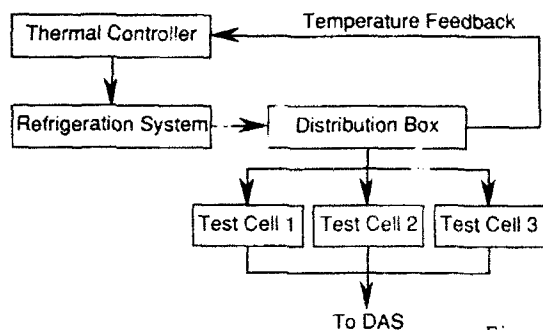 Temperature Feedback
Thermal Controller
Refrigeration System
Distribution Box
Test Cell 1
Test Cell 2
Test Cell 3
To DAS